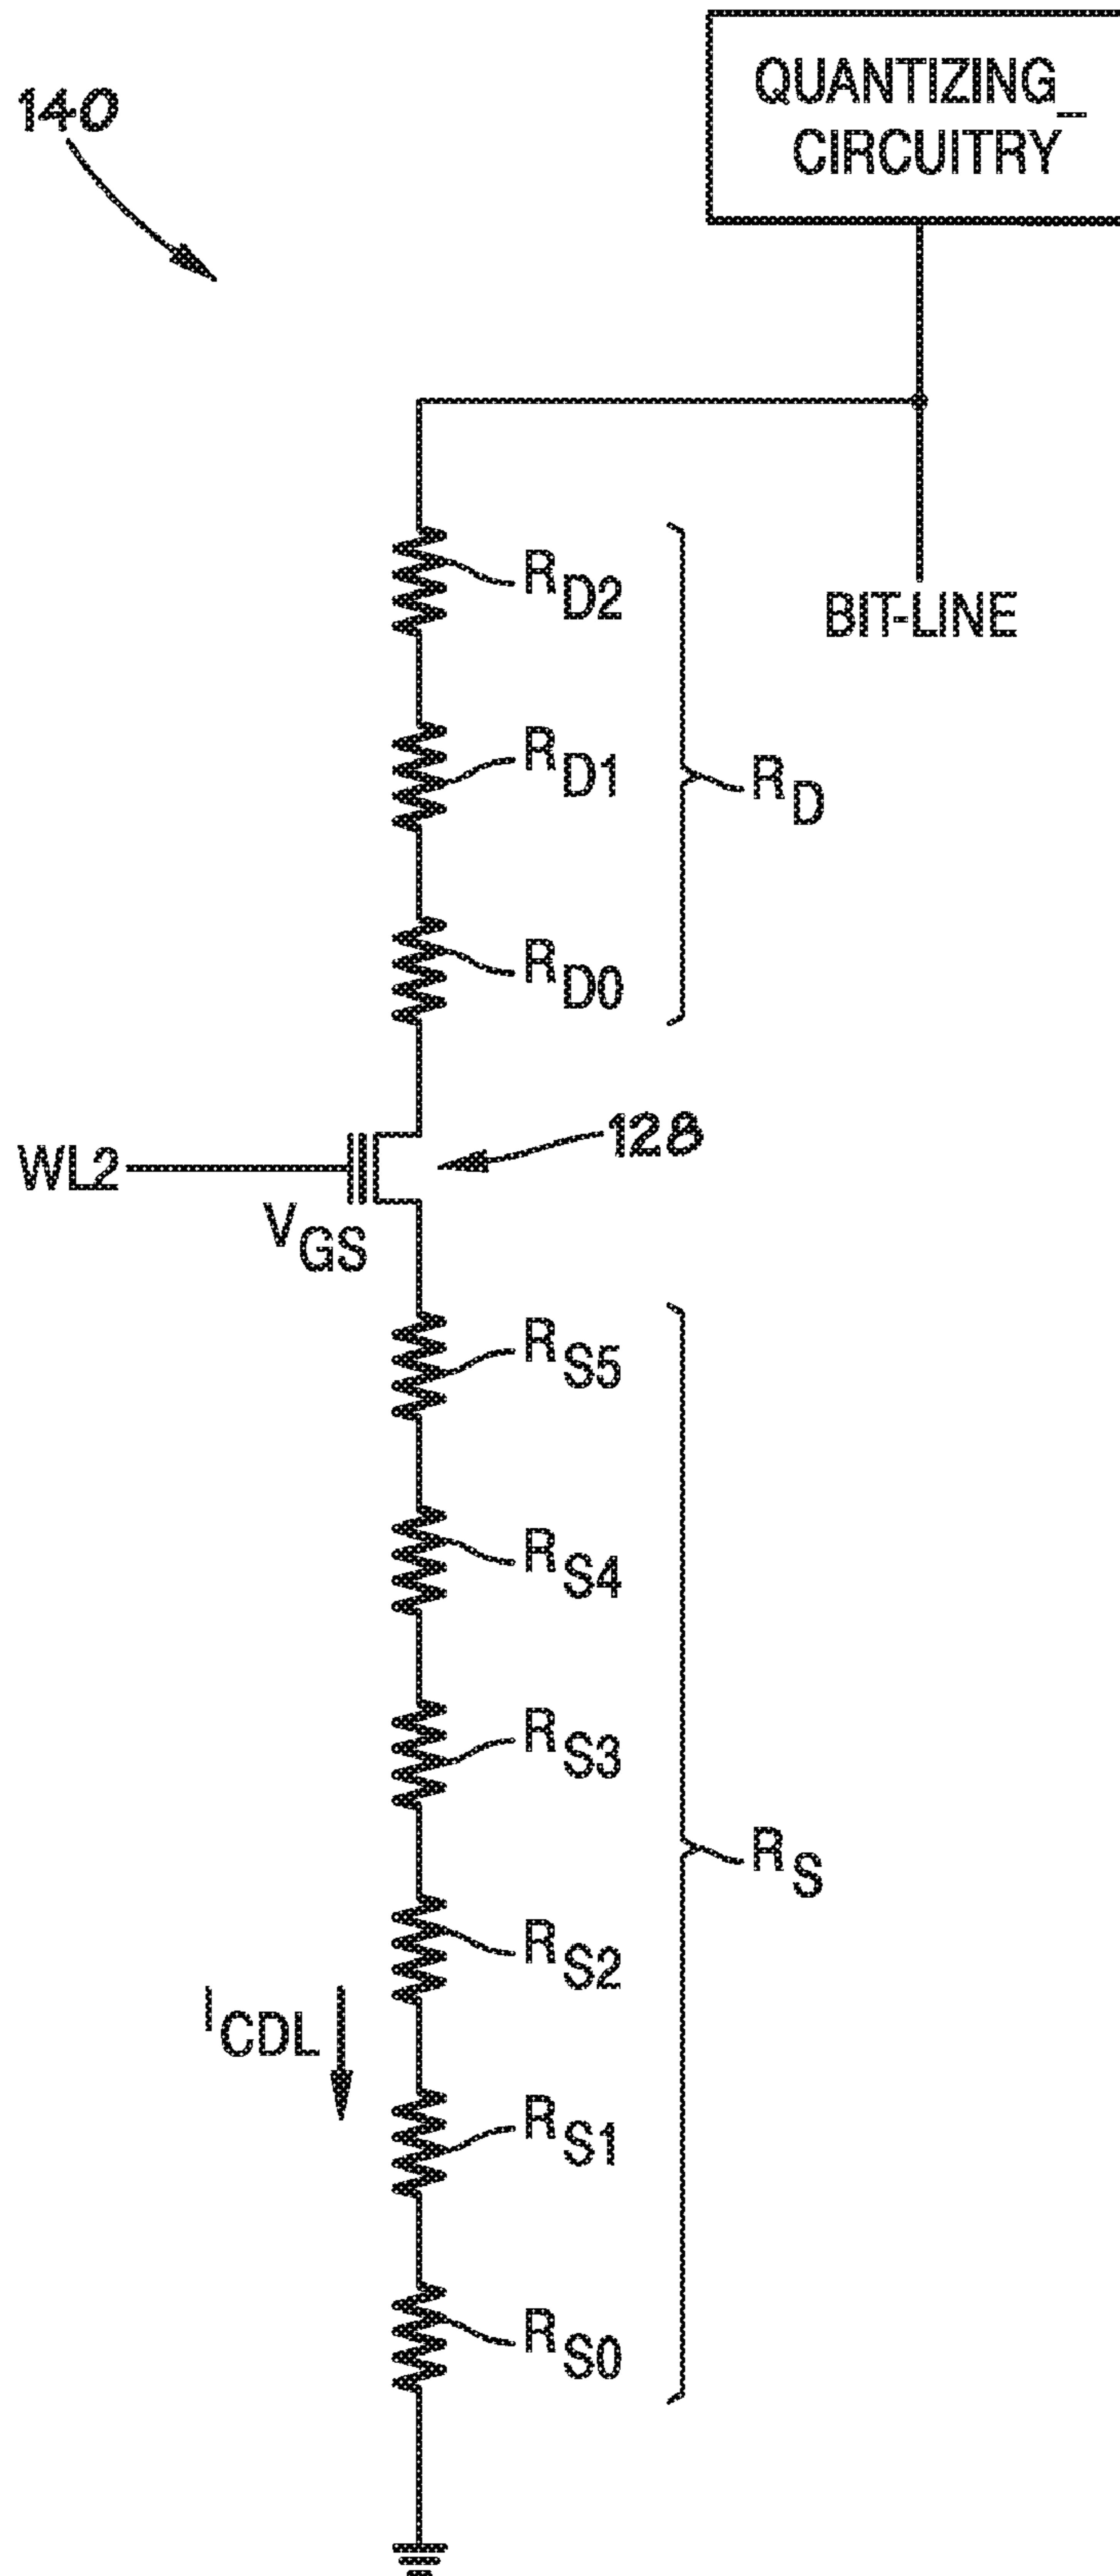 140
QUANTIZING_
CIRCUITRY
RD2
BIT-LINE
RD1
RD
RD0
128
WL2
VGS
RS5
RS4
RS3
RS
RS2
ICDL
RS1
RS0